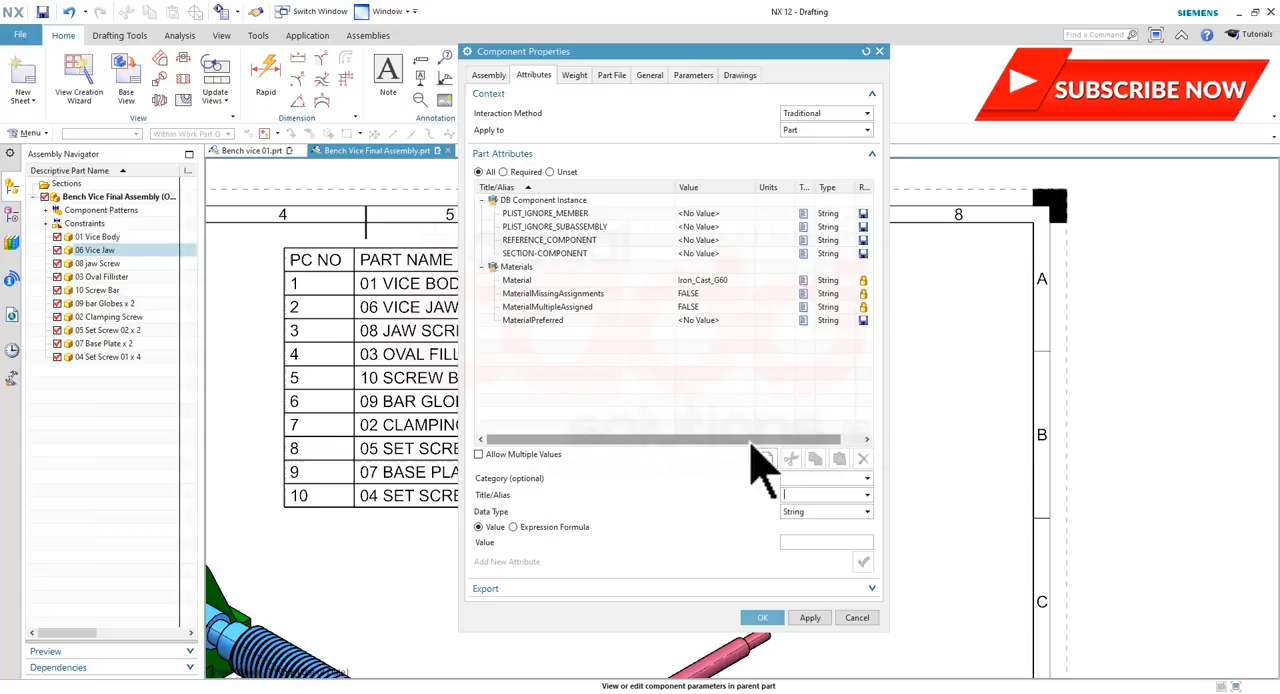 NX
Switch Window
Window
NX 12 - Drafting
SIEMENS
File
Home
Drafting Tools
Analysis
View
Tools
Application
Assemblies
Find a Command
Tutorials
New
Sheet
View Creation
Wizard
Base
View
Update
Views
View
Rapid
Dimension
Note
Annotation
SUBSCRIBE NOW
Menu
Within Work Part O
Assembly Navigator
Descriptive Part Name
Sections
Bench Vice Final Assembly (O...
Component Patterns
Constraints
01 Vice Body
06 Vice Jaw
08 jaw Screw
03 Oval Fillister
10 Screw Bar
09 bar Globes x 2
02 Clamping Screw
05 Set Screw 02 x 2
07 Base Plate x 2
04 Set Screw 01 x 4
Preview
Dependencies
Bench vice 01.prt
Bench Vice Final Assembly.prt
4
5
8
A
B
C
PC NO PART NAME
1 01 VICE BOD
2 06 VICE JAW
3 08 JAW SCR
4 03 OVAL FILL
5 10 SCREW B
6 09 BAR GLO
7 02 CLAMPING
8 05 SET SCRE
9 07 BASE PLA
10 04 SET SCRE
Component Properties
Assembly
Attributes
Weight
Part File
General
Parameters
Drawings
Context
Interaction Method Traditional
Apply to Part
Part Attributes
All Required Unset
Title/Alias Value Units T... Type R...
DB Component Instance
PLIST_IGNORE_MEMBER <No Value> String
PLIST_IGNORE_SUBASSEMBLY <No Value> String
REFERENCE_COMPONENT <No Value> String
SECTION-COMPONENT <No Value> String
Materials
Material Iron_Cast_G60 String
MaterialMissingAssignments FALSE String
MaterialMultipleAssigned FALSE String
MaterialPreferred <No Value> String
Allow Multiple Values
Category (optional)
Title/Alias
Data Type String
Value Expression Formula
Value
Add New Attribute
Export
OK
Apply
Cancel
View or edit component parameters in parent part